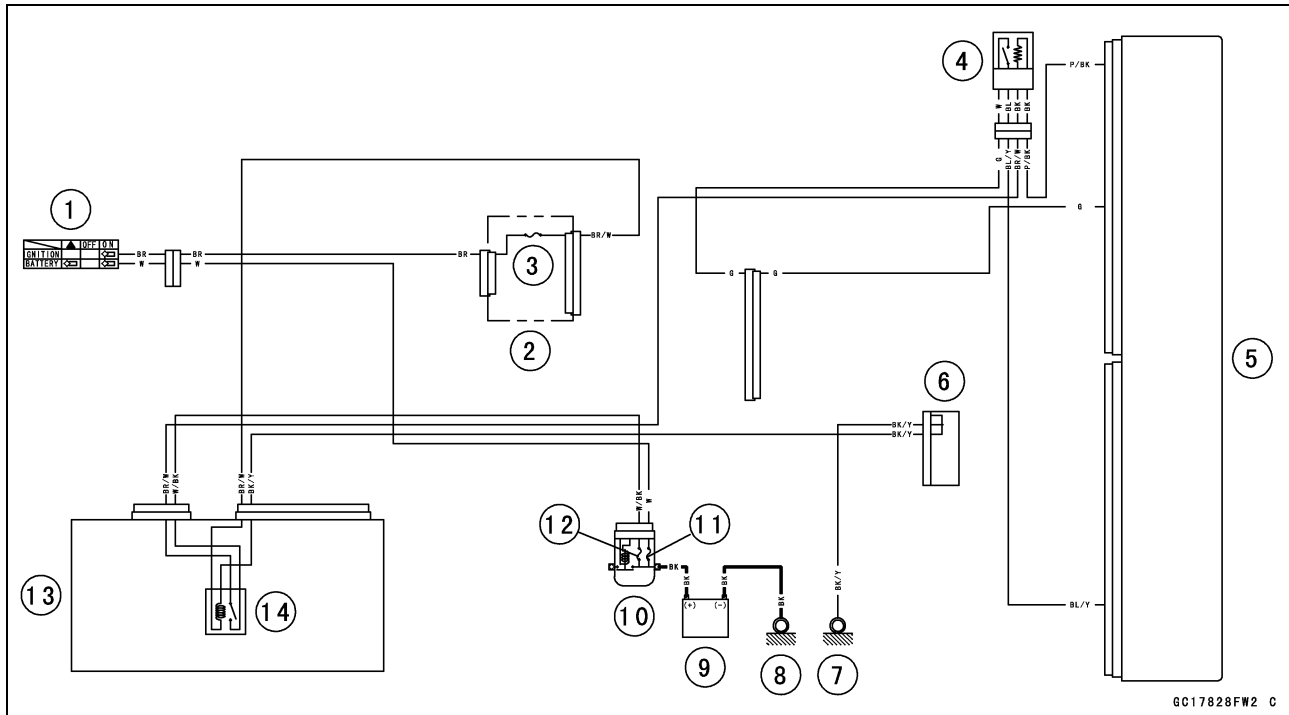 P/BK
4
W
BL
BK
BK
G
BL/Y
BR/W
P/BK
1
▲ OFF ON
IGNITION
BATTERY
BR
W
BR
W
BR
BR/W
3
2
G
G
G
5
6
BK/Y
BK/Y
BR/W
W/BK
BR/W
BK/Y
W/BK
W
12
11
13
14
10
BK
BK
BK
(+)
(-)
9
BK
8
BK/Y
7
BL/Y
GC17828FW2 C